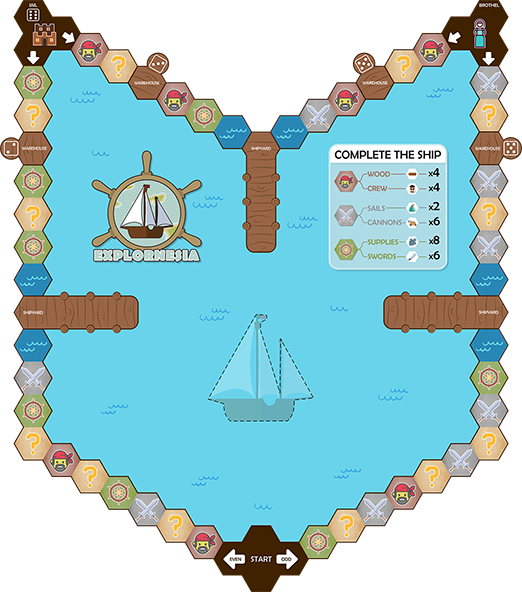 JAIL
BROTHEL
?
?
WAREHOUSE
WAREHOUSE
?
?
WAREHOUSE
SHIPYARD
WAREHOUSE
COMPLETE THE SHIP
WOOD x4
CREW x4
SAILS x2
CANNONS x6
SUPPLIES x8
SWORDS x6
?
?
EXPLORNESIA
SHIPYARD
SHIPYARD
?
?
?
?
?
?
EVEN START ODD